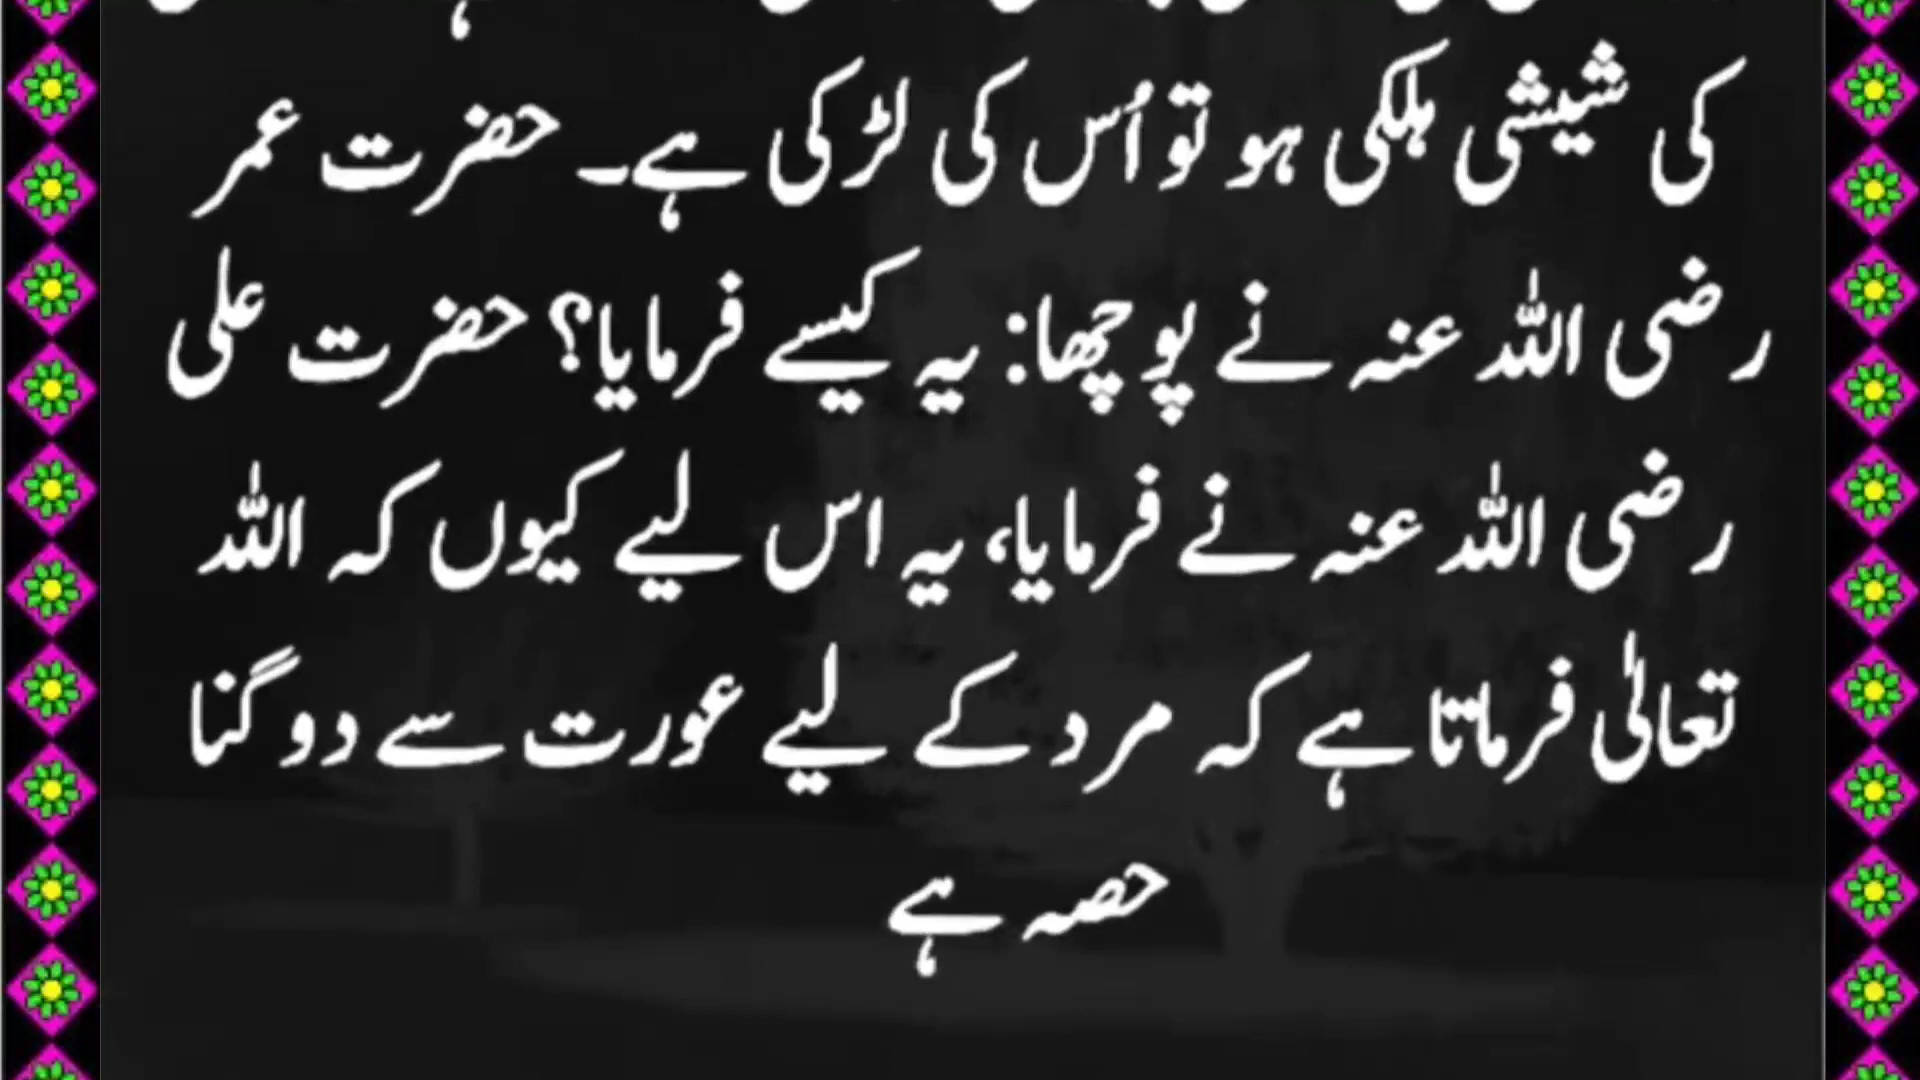 کی شیشی ہلکی ہو تو اُس کی لڑکی ہے۔ حضرت عمر
رضی اللہ عنہ نے پوچھا: یہ کیسے فرمایا؟ حضرت علی
رضی اللہ عنہ نے فرمایا، یہ اس لیے کیوں کہ اللہ
تعالٰی فرماتا ہے کہ مرد کے لیے عورت سے دو گنا
حصہ ہے